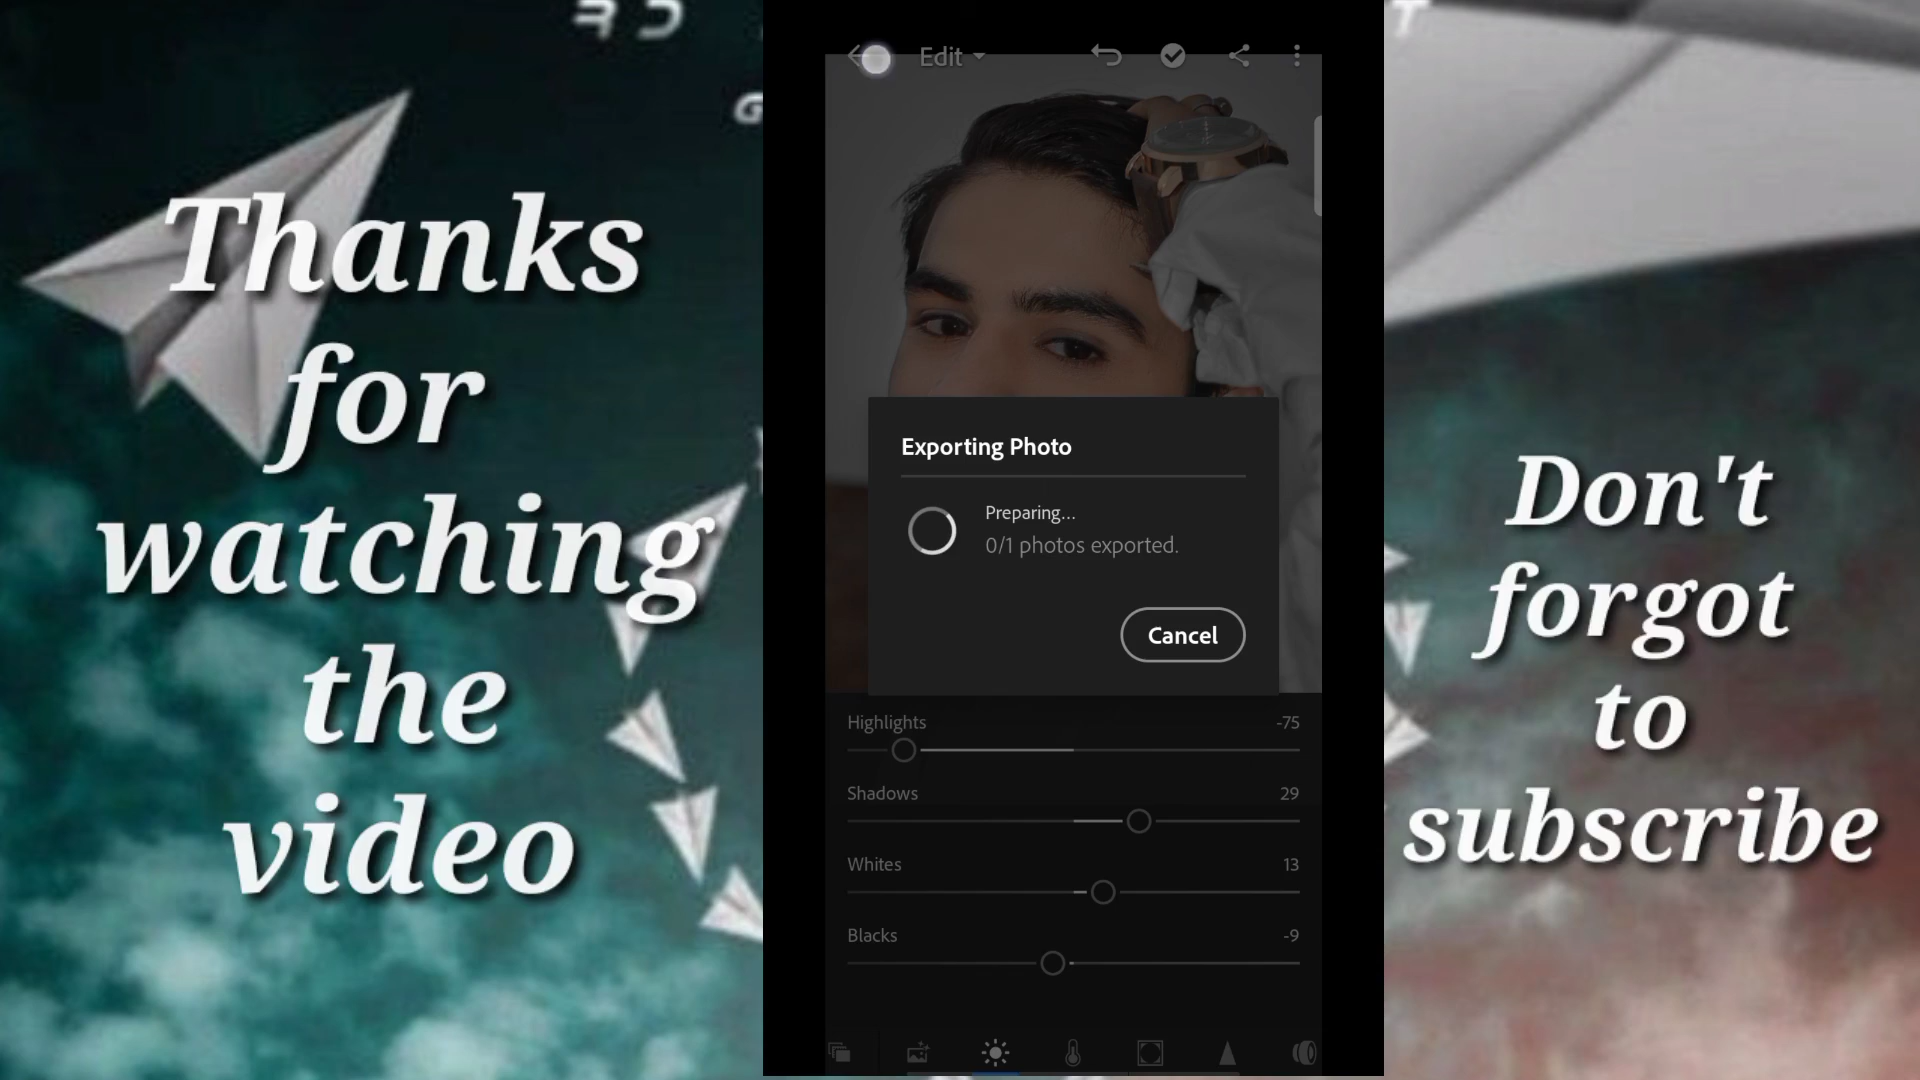 Thanks
for
watching
the
video
Edit
Exporting Photo
Preparing...
0/1 photos exported.
Cancel
Highlights -75
Shadows 29
Whites 13
Blacks -9
Don't
forgot
to
subscribe